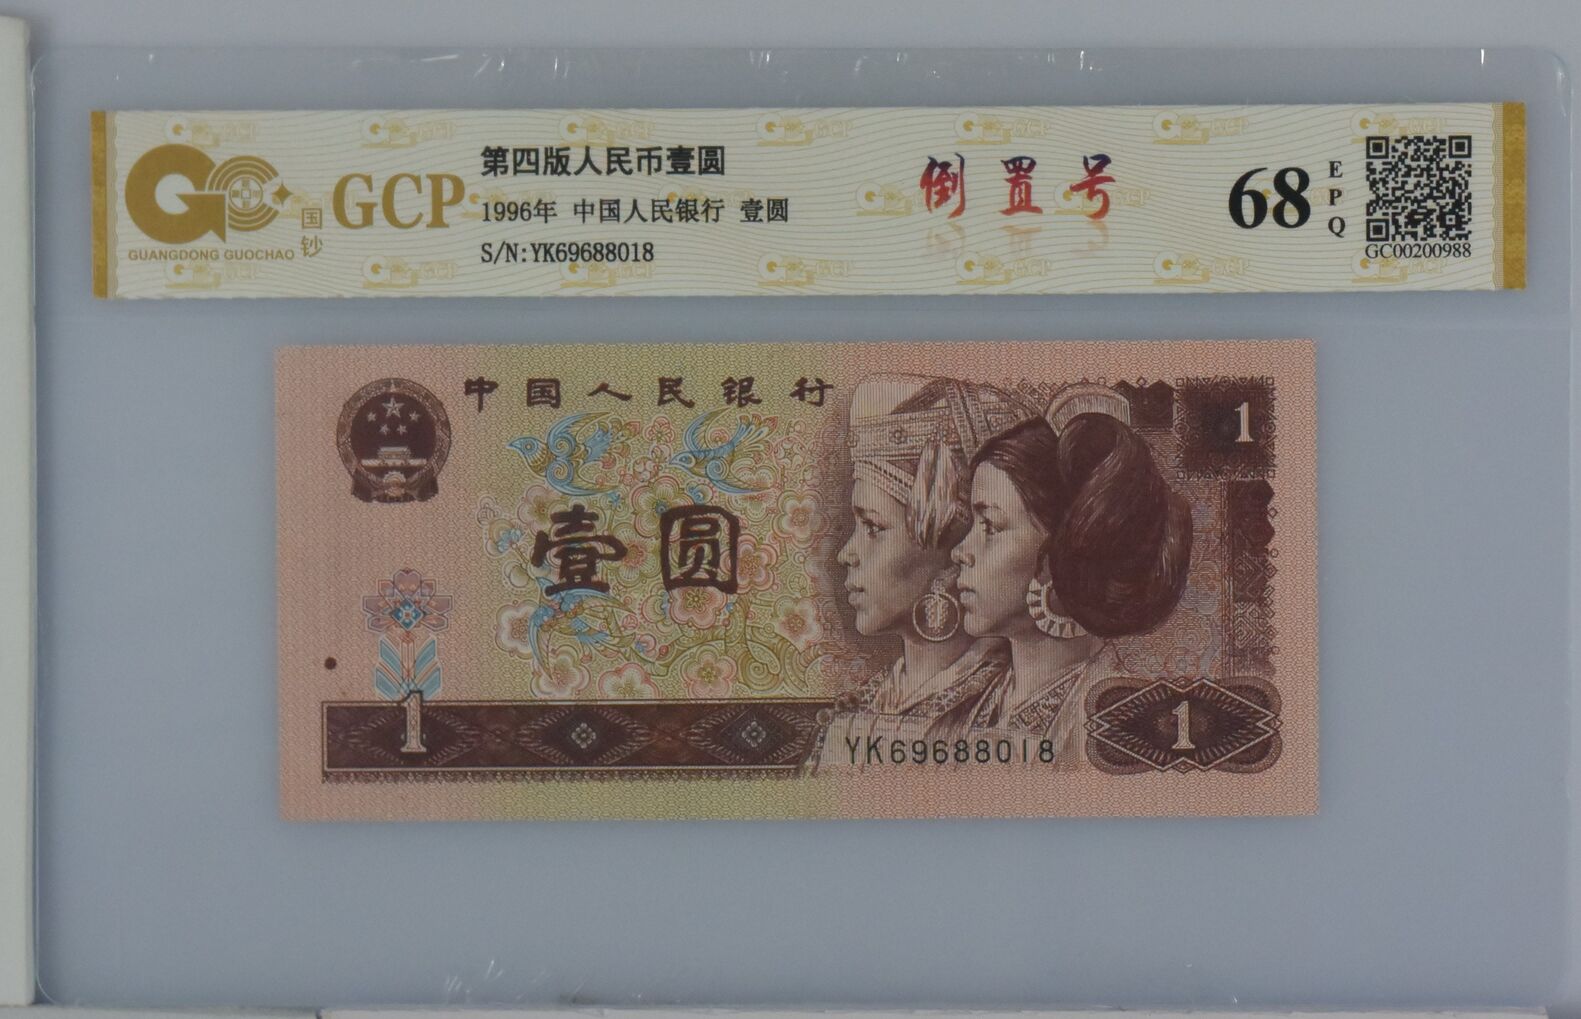 GUANGDONG GUOCHAO
国钞
GCP
第四版人民币壹圆
1996年 中国人民银行 壹圆
S/N:YK69688018
倒置号
68
EPQ
GC00200988
中国人民银行
1
壹圆
1
1
YK69688018